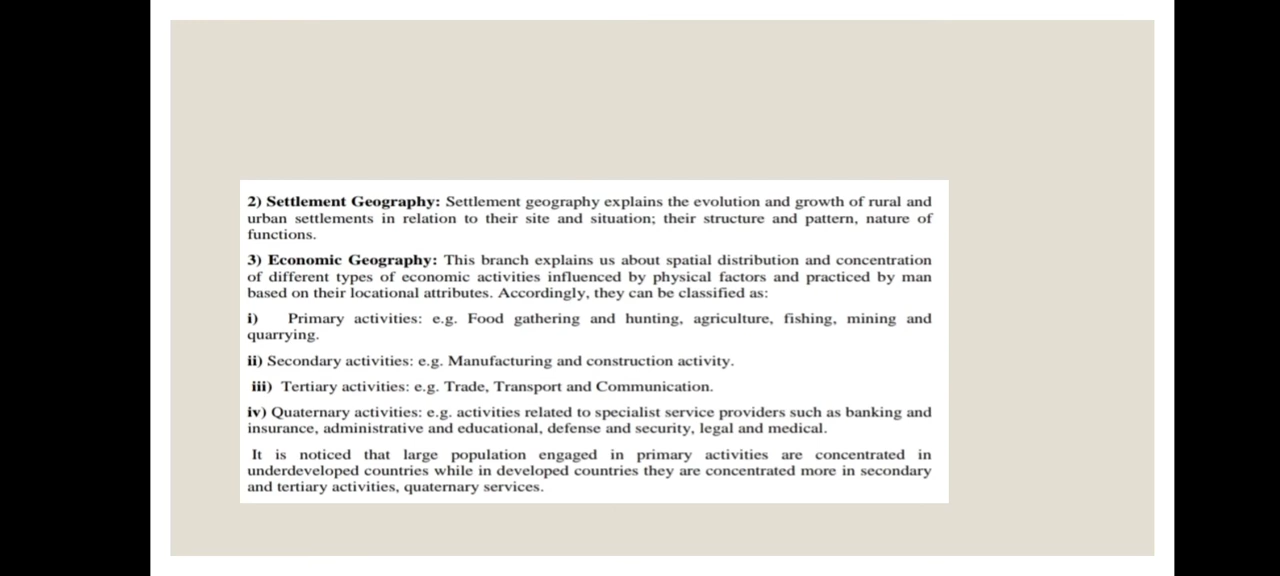 2) Settlement Geography: Settlement geography explains the evolution and growth of rural and
urban settlements in relation to their site and situation; their structure and pattern, nature of
functions.
3) Economic Geography: This branch explains us about spatial distribution and concentration
of different types of economic activities influenced by physical factors and practiced by man
based on their locational attributes. Accordingly, they can be classified as:
i) Primary activities: e.g. Food gathering and hunting, agriculture, fishing, mining and
quarrying.
ii) Secondary activities: e.g. Manufacturing and construction activity.
iii) Tertiary activities: e.g. Trade, Transport and Communication.
iv) Quaternary activities: e.g. activities related to specialist service providers such as banking and
insurance, administrative and educational, defense and security, legal and medical.
It is noticed that large population engaged in primary activities are concentrated in
underdeveloped countries while in developed countries they are concentrated more in secondary
and tertiary activities, quaternary services.